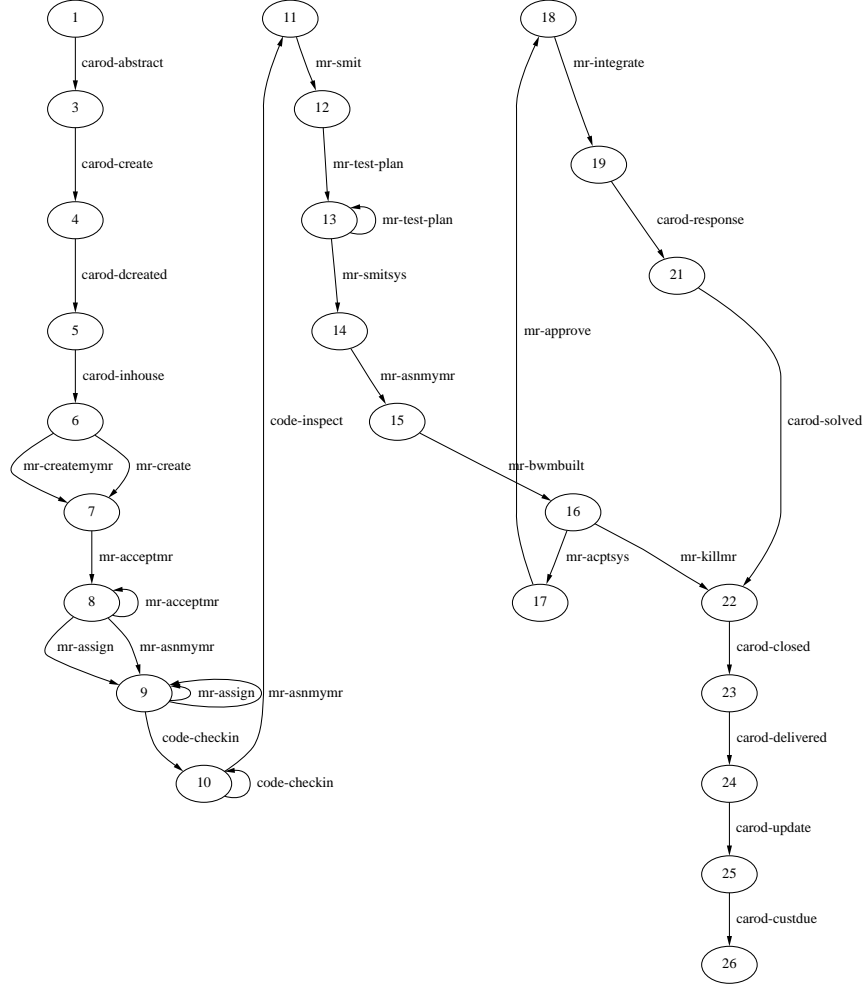 1
carod-abstract
3
carod-create
4
carod-dcreated
5
carod-inhouse
6
mr-createmymr
mr-create
7
mr-acceptmr
8
mr-acceptmr
mr-assign
mr-asnmymr
9
mr-assign
mr-asnmymr
code-checkin
10
code-checkin
code-inspect
11
mr-smit
12
mr-test-plan
13
mr-test-plan
mr-smitsys
14
mr-asnmymr
15
mr-bwmbuilt
16
mr-acptsys
mr-killmr
17
mr-approve
18
mr-integrate
19
carod-response
21
carod-solved
22
carod-closed
23
carod-delivered
24
carod-update
25
carod-custdue
26